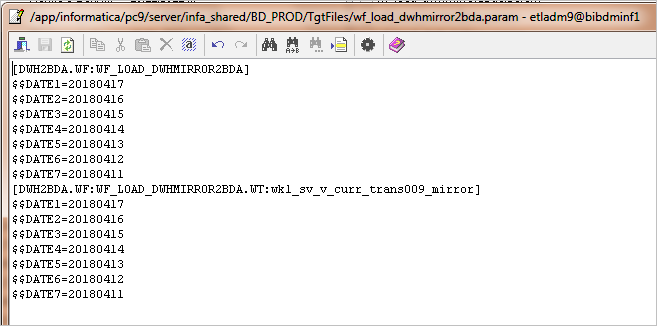 /app/informatica/pc9/server/infa_shared/BD_PROD/TgtFiles/wf_load_dwhmirror2bda.param - etladm9@bibdminf1
[DWH2BDA.WF:WF_LOAD_DWHMIRROR2BDA]
$$DATE1=20180417
$$DATE2=20180416
$$DATE3=20180415
$$DATE4=20180414
$$DATE5=20180413
$$DATE6=20180412
$$DATE7=20180411
[DWH2BDA.WF:WF_LOAD_DWHMIRROR2BDA.WT:wkl_sv_v_curr_trans009_mirror]
$$DATE1=20180417
$$DATE2=20180416
$$DATE3=20180415
$$DATE4=20180414
$$DATE5=20180413
$$DATE6=20180412
$$DATE7=20180411